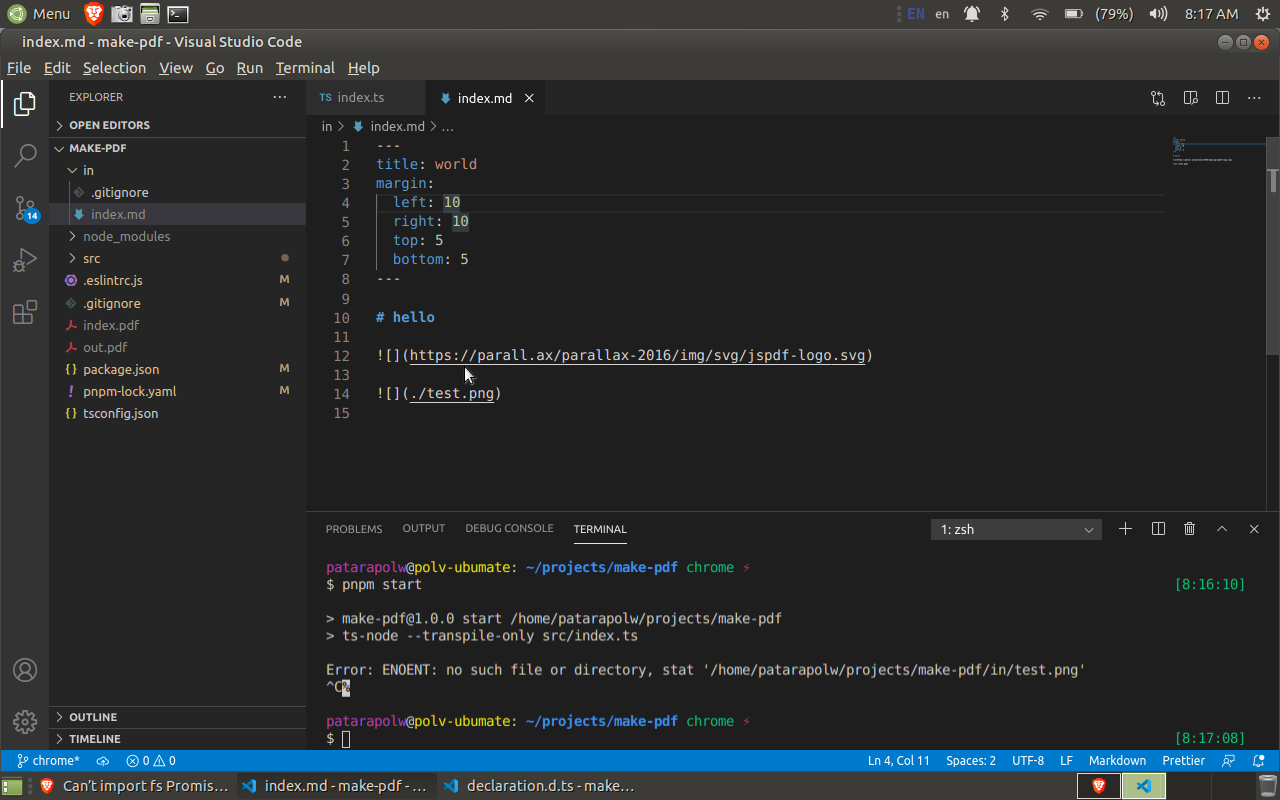 Menu EN en (79%) 8:17 AM
index.md - make-pdf - Visual Studio Code
File Edit Selection View Go Run Terminal Help
EXPLORER ...
OPEN EDITORS
MAKE-PDF
in
.gitignore
index.md
node_modules
src
.eslintrc.js M
.gitignore M
index.pdf
out.pdf
{} package.json M
! pnpm-lock.yaml M
{} tsconfig.json
OUTLINE
TIMELINE
14
TS index.ts
index.md
in > index.md > ...
1 ---
2 title: world
3 margin:
4 left: 10
5 right: 10
6 top: 5
7 bottom: 5
8 ---
9
10 # hello
11
12 ![](https://parall.ax/parallax-2016/img/svg/jspdf-logo.svg)
13
14 ![](./test.png)
15
PROBLEMS OUTPUT DEBUG CONSOLE TERMINAL 1: zsh
patarapolw@polv-ubumate: ~/projects/make-pdf chrome ⚡
$ pnpm start [8:16:10]
> make-pdf@1.0.0 start /home/patarapolw/projects/make-pdf
> ts-node --transpile-only src/index.ts
Error: ENOENT: no such file or directory, stat '/home/patarapolw/projects/make-pdf/in/test.png'
^C%
patarapolw@polv-ubumate: ~/projects/make-pdf chrome ⚡
$ [8:17:08]
chrome* 0 0 Ln 4, Col 11 Spaces: 2 UTF-8 LF Markdown Prettier
Can't import fs Promis... index.md - make-pdf - ... declaration.d.ts - make...